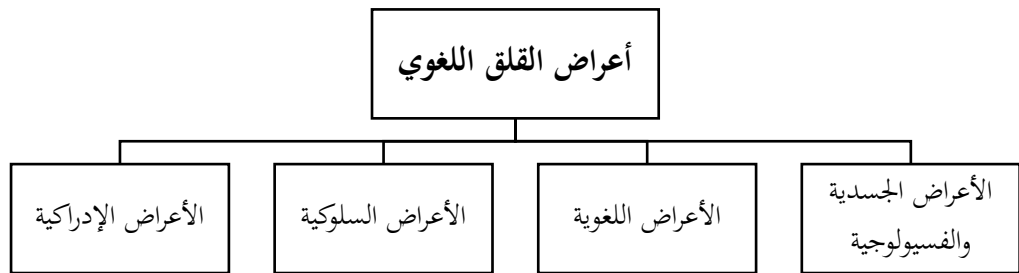 أعراض القلق اللغوي
الأعراض الجسدية
والفسيولوجية
الأعراض اللغوية
الأعراض السلوكية
الأعراض الإدراكية